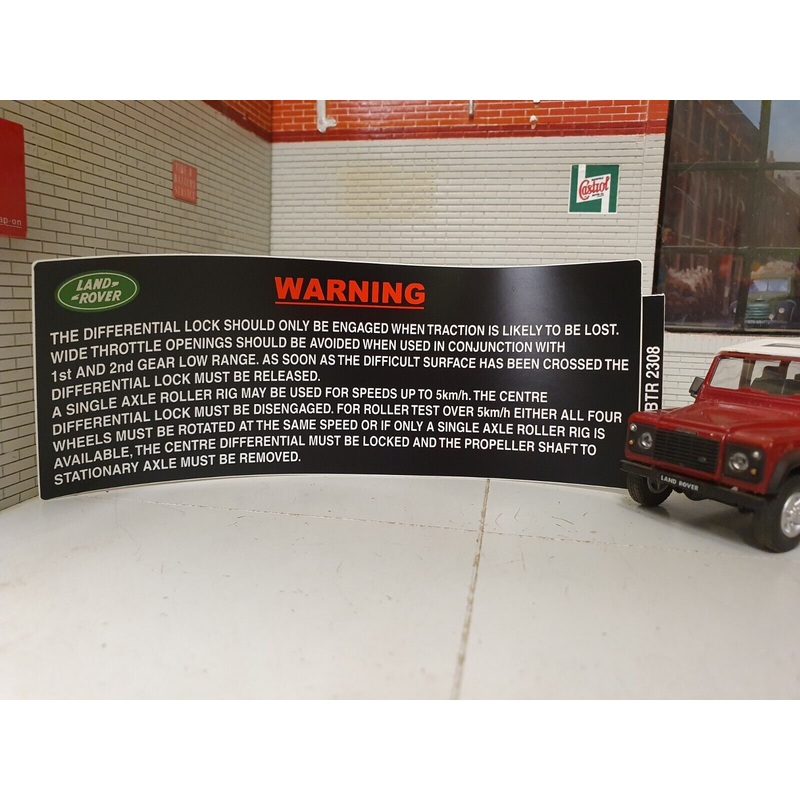 Castrol
ap-on
LAND-
-ROVER
WARNING
THE DIFFERENTIAL LOCK SHOULD ONLY BE ENGAGED WHEN TRACTION IS LIKELY TO BE LOST.
WIDE THROTTLE OPENINGS SHOULD BE AVOIDED WHEN USED IN CONJUNCTION WITH
1st AND 2nd GEAR LOW RANGE. AS SOON AS THE DIFFICULT SURFACE HAS BEEN CROSSED THE
DIFFERENTIAL LOCK MUST BE RELEASED.
A SINGLE AXLE ROLLER RIG MAY BE USED FOR SPEEDS UP TO 5km/h. THE CENTRE
DIFFERENTIAL LOCK MUST BE DISENGAGED. FOR ROLLER TEST OVER 5km/h EITHER ALL FOUR
WHEELS MUST BE ROTATED AT THE SAME SPEED OR IF ONLY A SINGLE AXLE ROLLER RIG IS
AVAILABLE, THE CENTRE DIFFERENTIAL MUST BE LOCKED AND THE PROPELLER SHAFT TO
STATIONARY AXLE MUST BE REMOVED.
BTR 2308
LAND ROVER